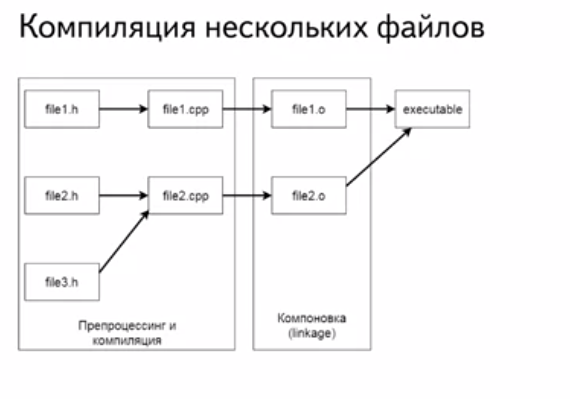 Компиляция нескольких файлов
file1.h
file1.cpp
file1.o
executable
file2.h
file2.cpp
file2.o
file3.h
Препроцессинг и
компиляция
Компоновка
(linkage)